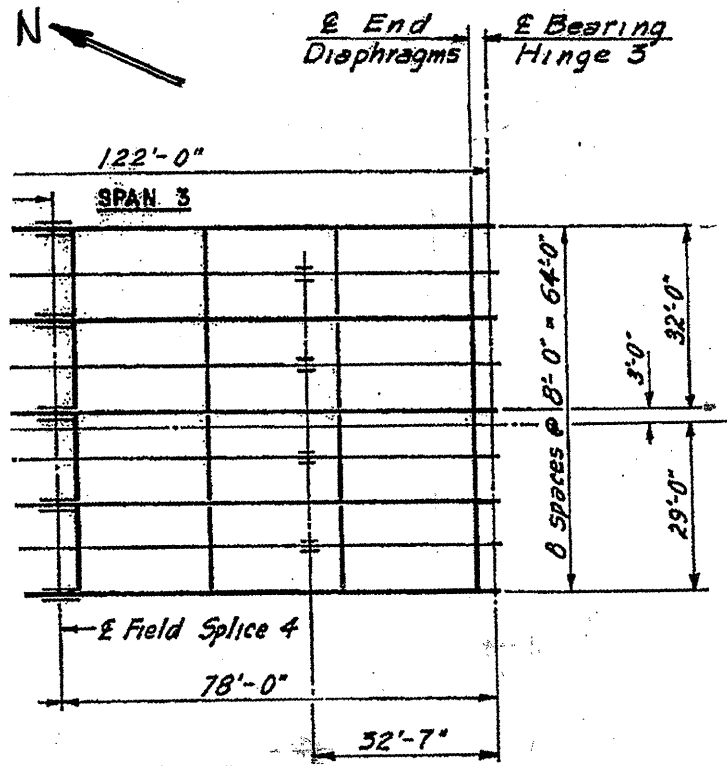 N
℄ End
Diaphragms
℄ Bearing
Hinge 3
122'-0"
SPAN 3
8 spaces @ 8'-0" = 64'-0"
32'-0"
3'-0"
29'-0"
℄ Field Splice 4
78'-0"
32'-7"